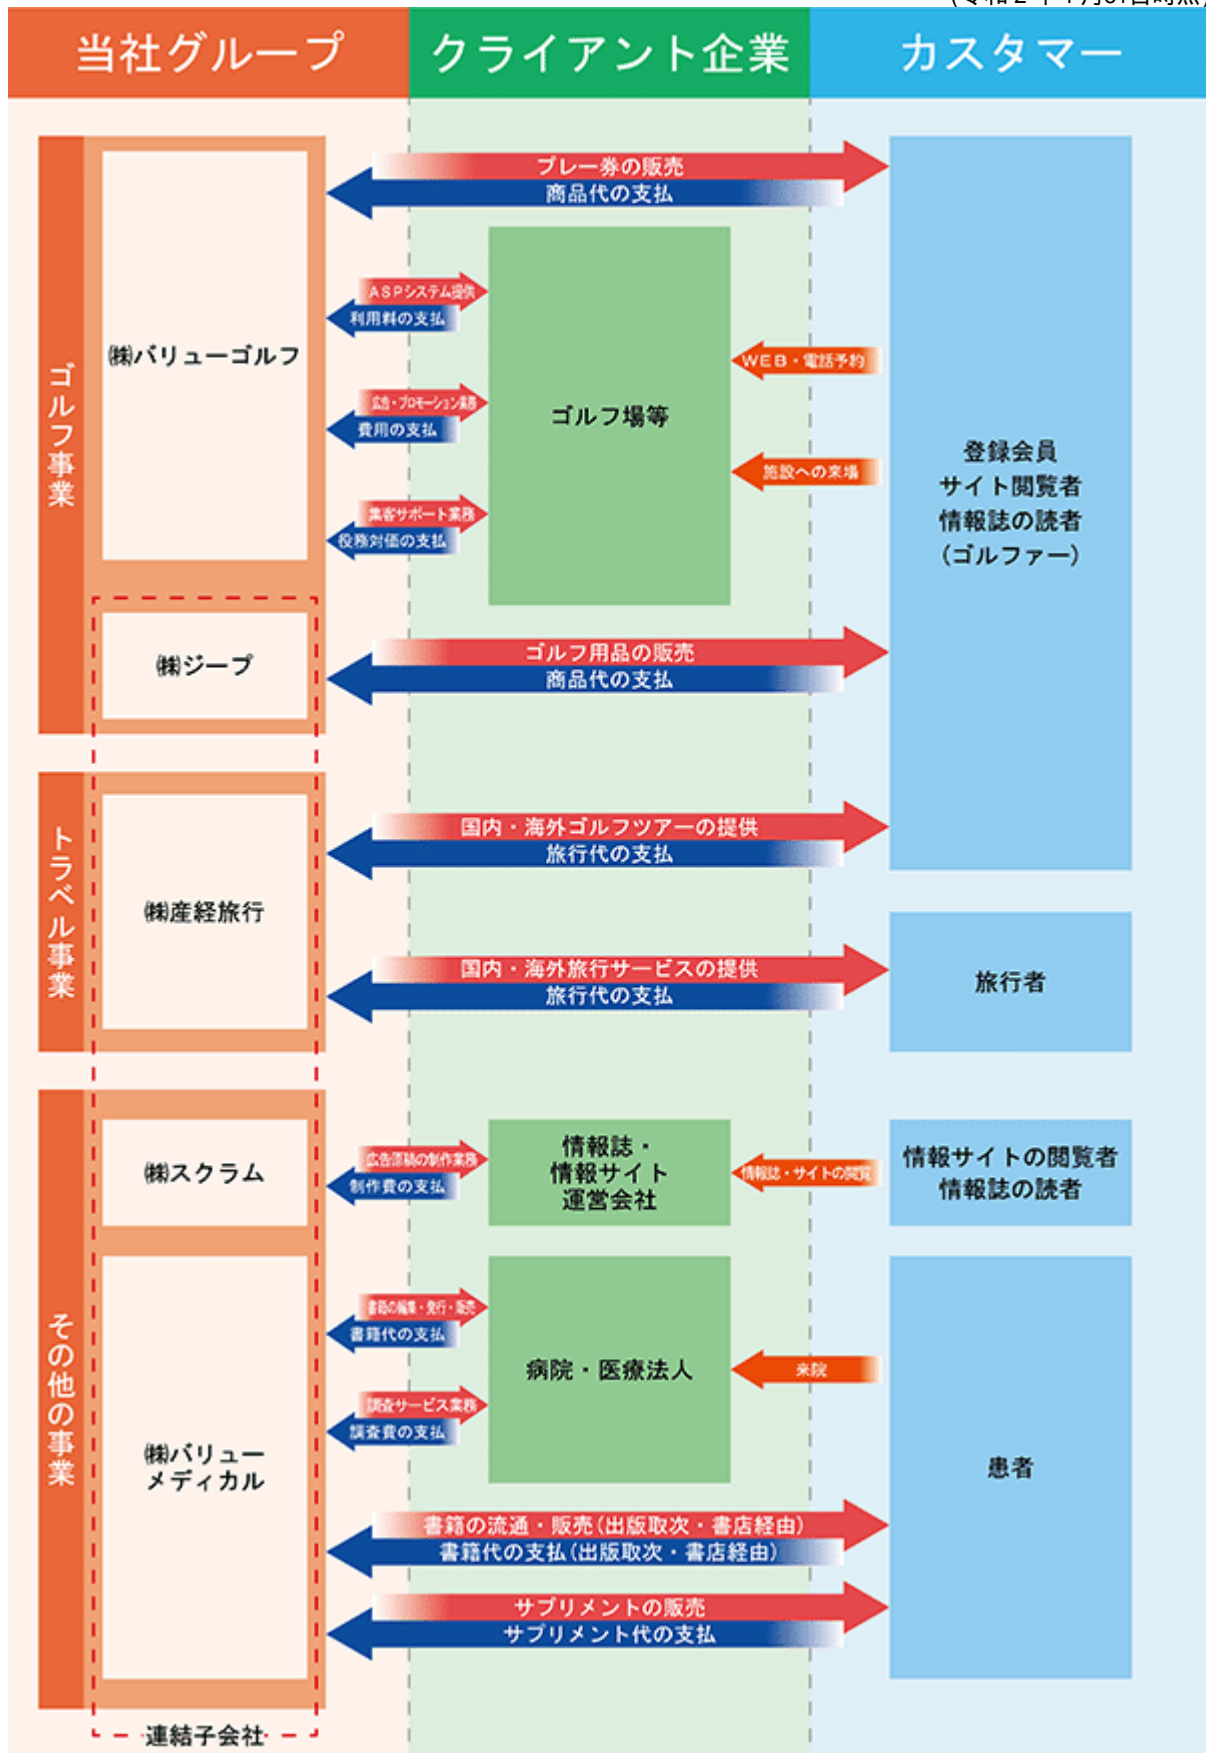 当社グループ
クライアント企業
カスタマー
ゴルフ事業
㈱バリューゴルフ
プレー券の販売
商品代の支払
ASPシステム提供
利用料の支払
広告・プロモーション業務
費用の支払
集客サポート業務
役務対価の支払
ゴルフ場等
WEB・電話予約
施設への来場
登録会員
サイト閲覧者
情報誌の読者
(ゴルファー)
㈱ジープ
ゴルフ用品の販売
商品代の支払
トラベル事業
㈱産経旅行
国内・海外ゴルフツアーの提供
旅行代の支払
国内・海外旅行サービスの提供
旅行代の支払
旅行者
その他の事業
㈱スクラム
広告原稿の制作業務
制作費の支払
情報誌・
情報サイト
運営会社
情報誌・サイトの閲覧
情報サイトの閲覧者
情報誌の読者
㈱バリュー
メディカル
書籍の編集・発行・販売
書籍代の支払
調査サービス業務
調査費の支払
病院・医療法人
来院
患者
書籍の流通・販売(出版取次・書店経由)
書籍代の支払(出版取次・書店経由)
サプリメントの販売
サプリメント代の支払
連結子会社